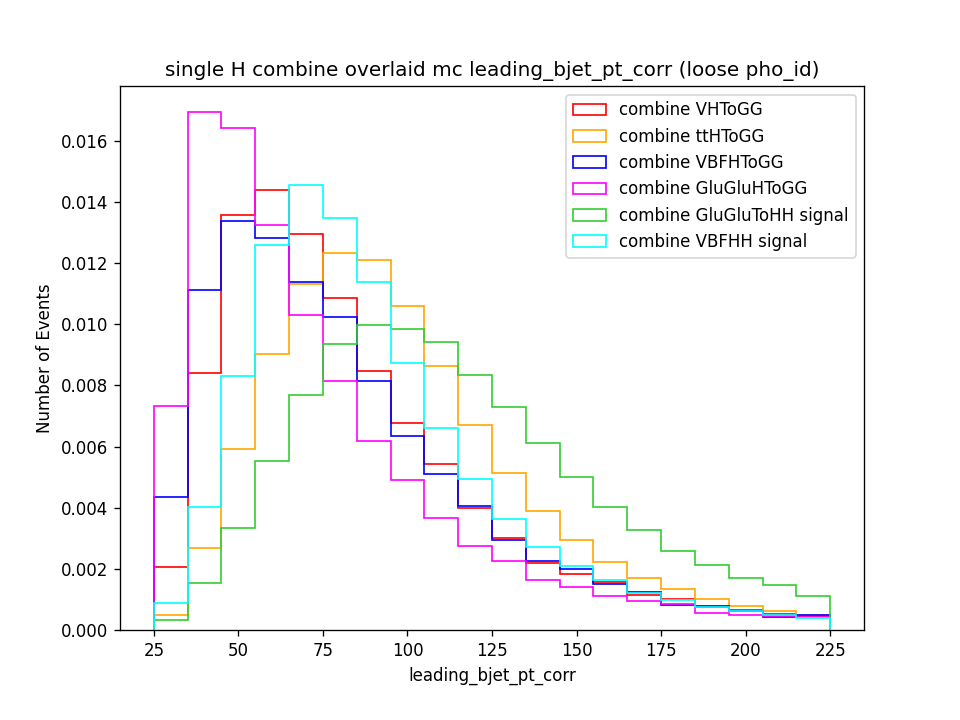 single H combine overlaid mc leading_bjet_pt_corr (loose pho_id)
combine VHToGG
combine ttHToGG
combine VBFHToGG
combine GluGluHToGG
combine GluGluToHH signal
combine VBFHH signal
Number of Events
0.016
0.014
0.012
0.010
0.008
0.006
0.004
0.002
0.000
25 50 75 100 125 150 175 200 225
leading_bjet_pt_corr